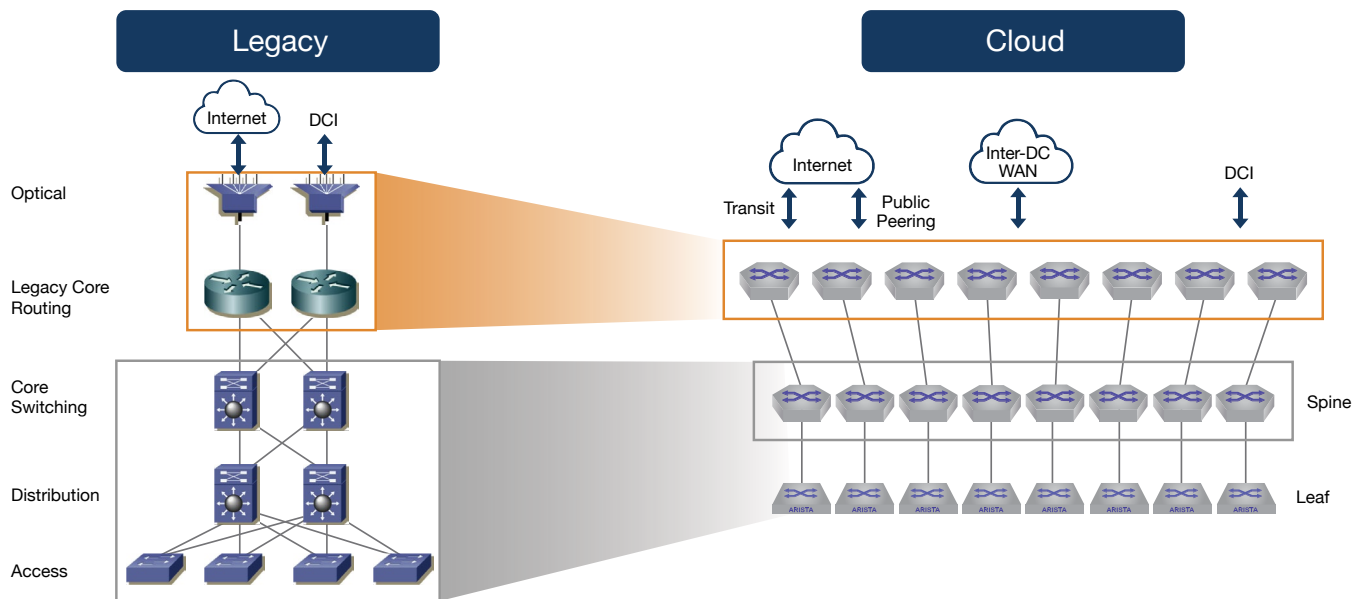 Legacy
Cloud
Internet
DCI
Optical
Legacy Core
Routing
Core
Switching
Distribution
Access
Internet
Inter-DC
WAN
DCI
Transit
Public
Peering
Spine
Leaf
ARISTA
ARISTA
ARISTA
ARISTA
ARISTA
ARISTA
ARISTA
ARISTA